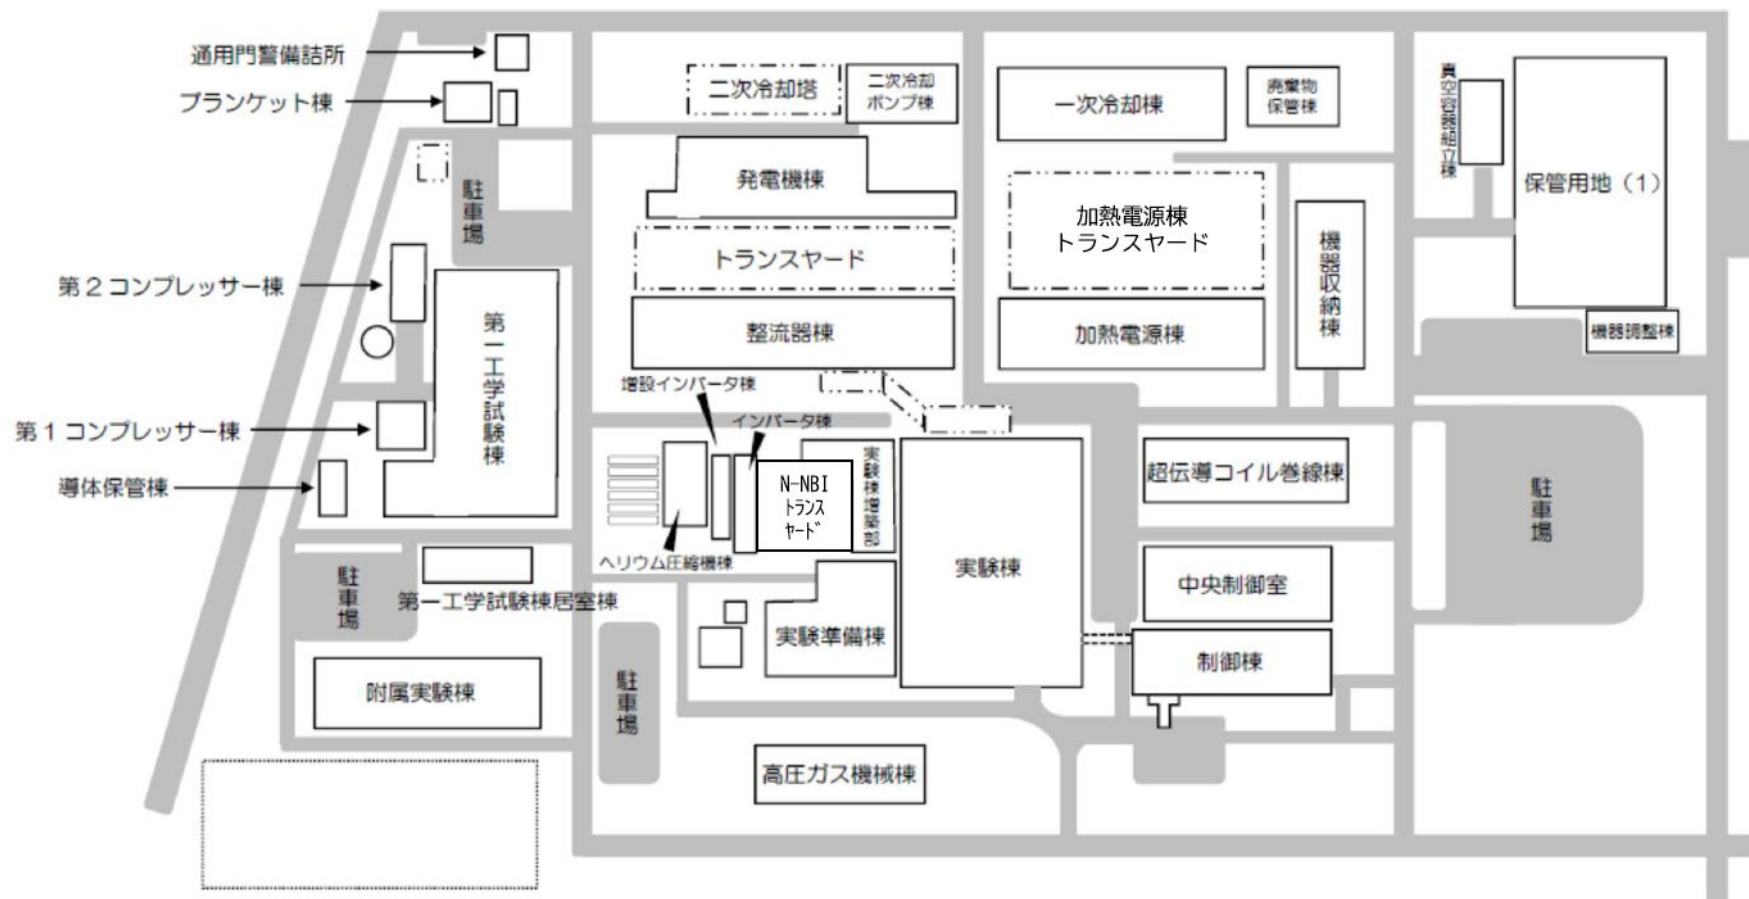 通用門警備詰所
ブランケット棟
二次冷却塔
二次冷却
ポンプ棟
一次冷却棟
廃棄物
保管棟
真空容器組立棟
保管用地（1）
発電機棟
駐車場
加熱電源棟
トランスヤード
機器収納棟
トランスヤード
第２コンプレッサー棟
第一工学試験棟
整流器棟
加熱電源棟
機器調整棟
増設インバータ棟
インバータ棟
第１コンプレッサー棟
導体保管棟
N-NBI
トランス
ヤード
実験棟増築部
超伝導コイル巻線棟
駐車場
ヘリウム圧縮機棟
実験棟
中央制御室
駐車場
第一工学試験棟居室棟
実験準備棟
制御棟
附属実験棟
駐車場
高圧ガス機械棟